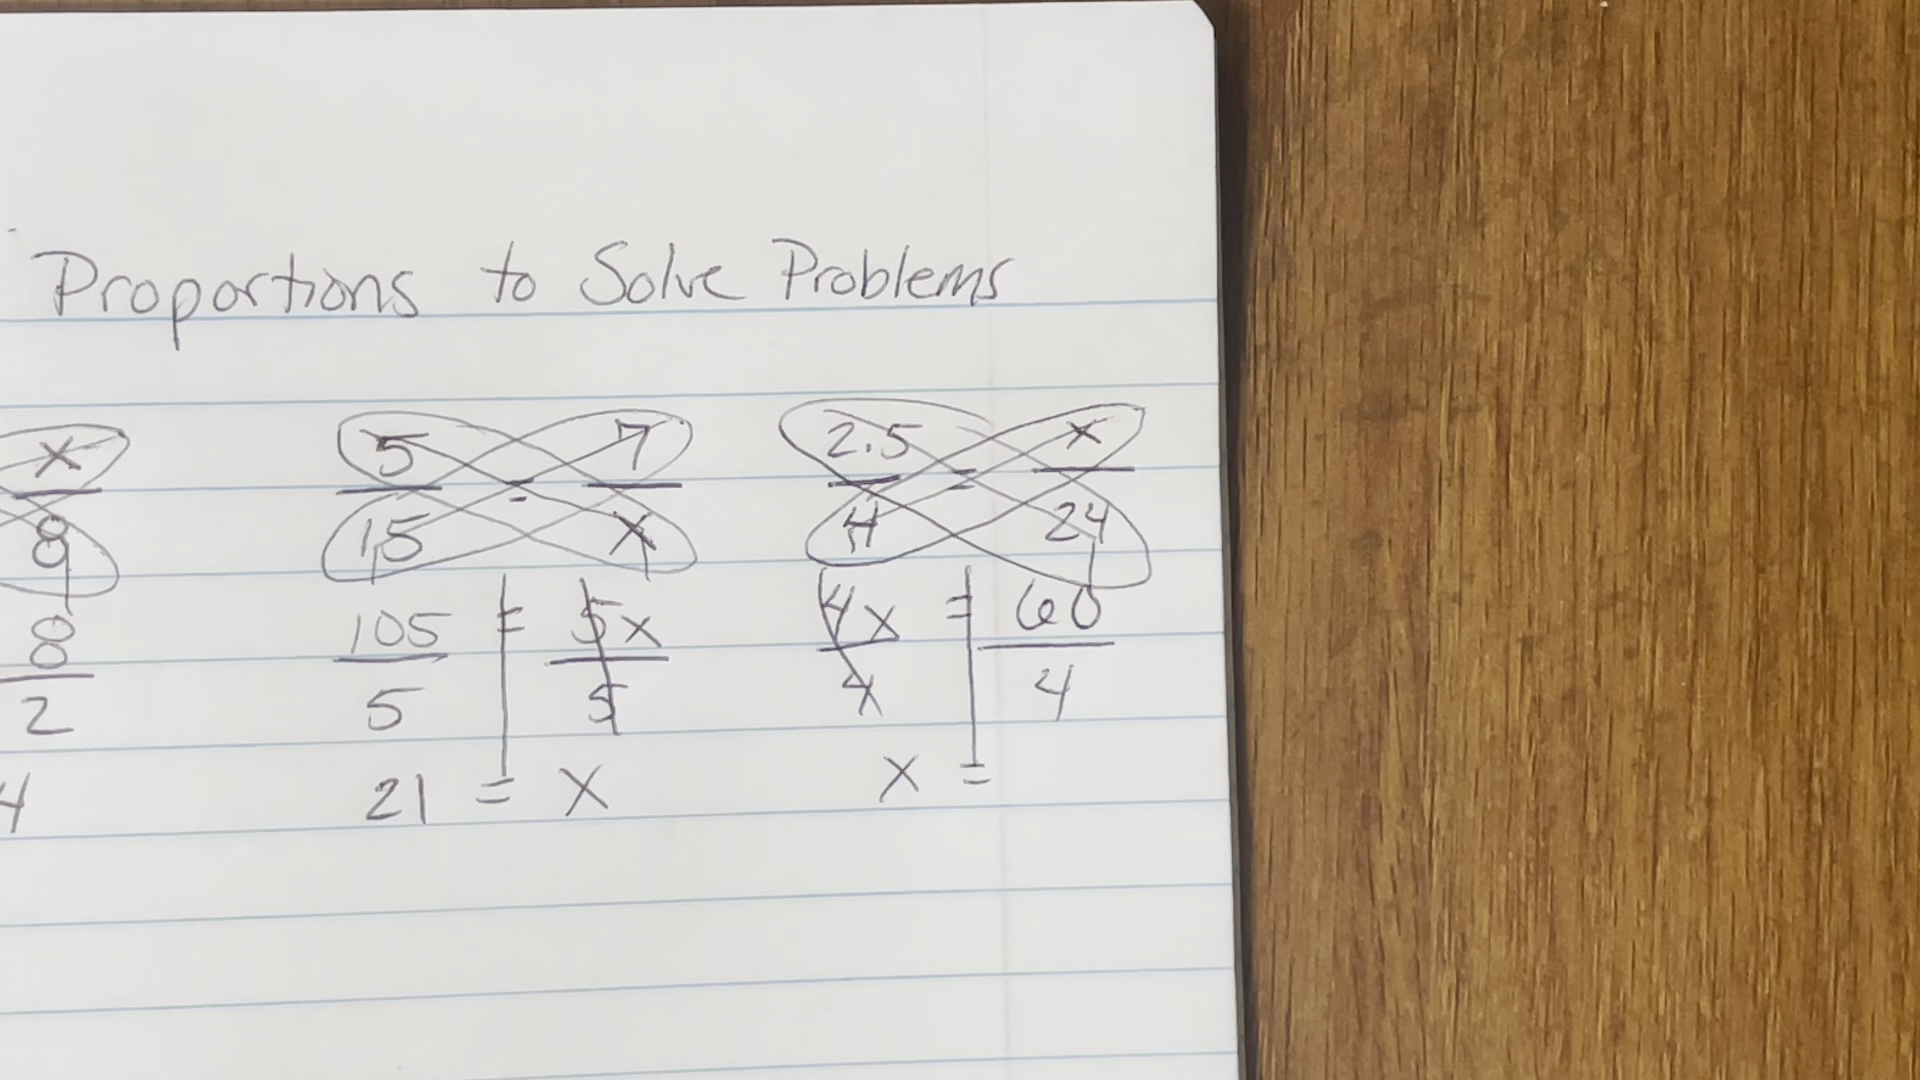 Proportions to Solve Problems
x 5 = 7 2.5 = x
8 15 x 4 24
8 105 = 5x 4x = 60
2 5 5 4 4
4 21 = x x =